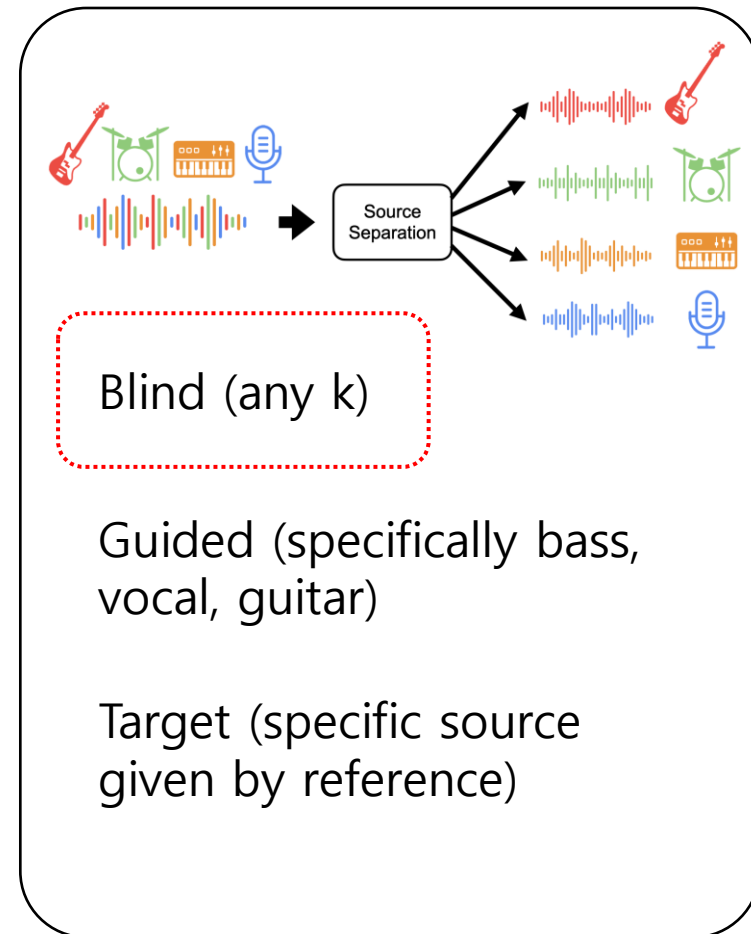 Source
Separation
Blind (any k)
Guided (specifically bass,
vocal, guitar)
Target (specific source
given by reference)